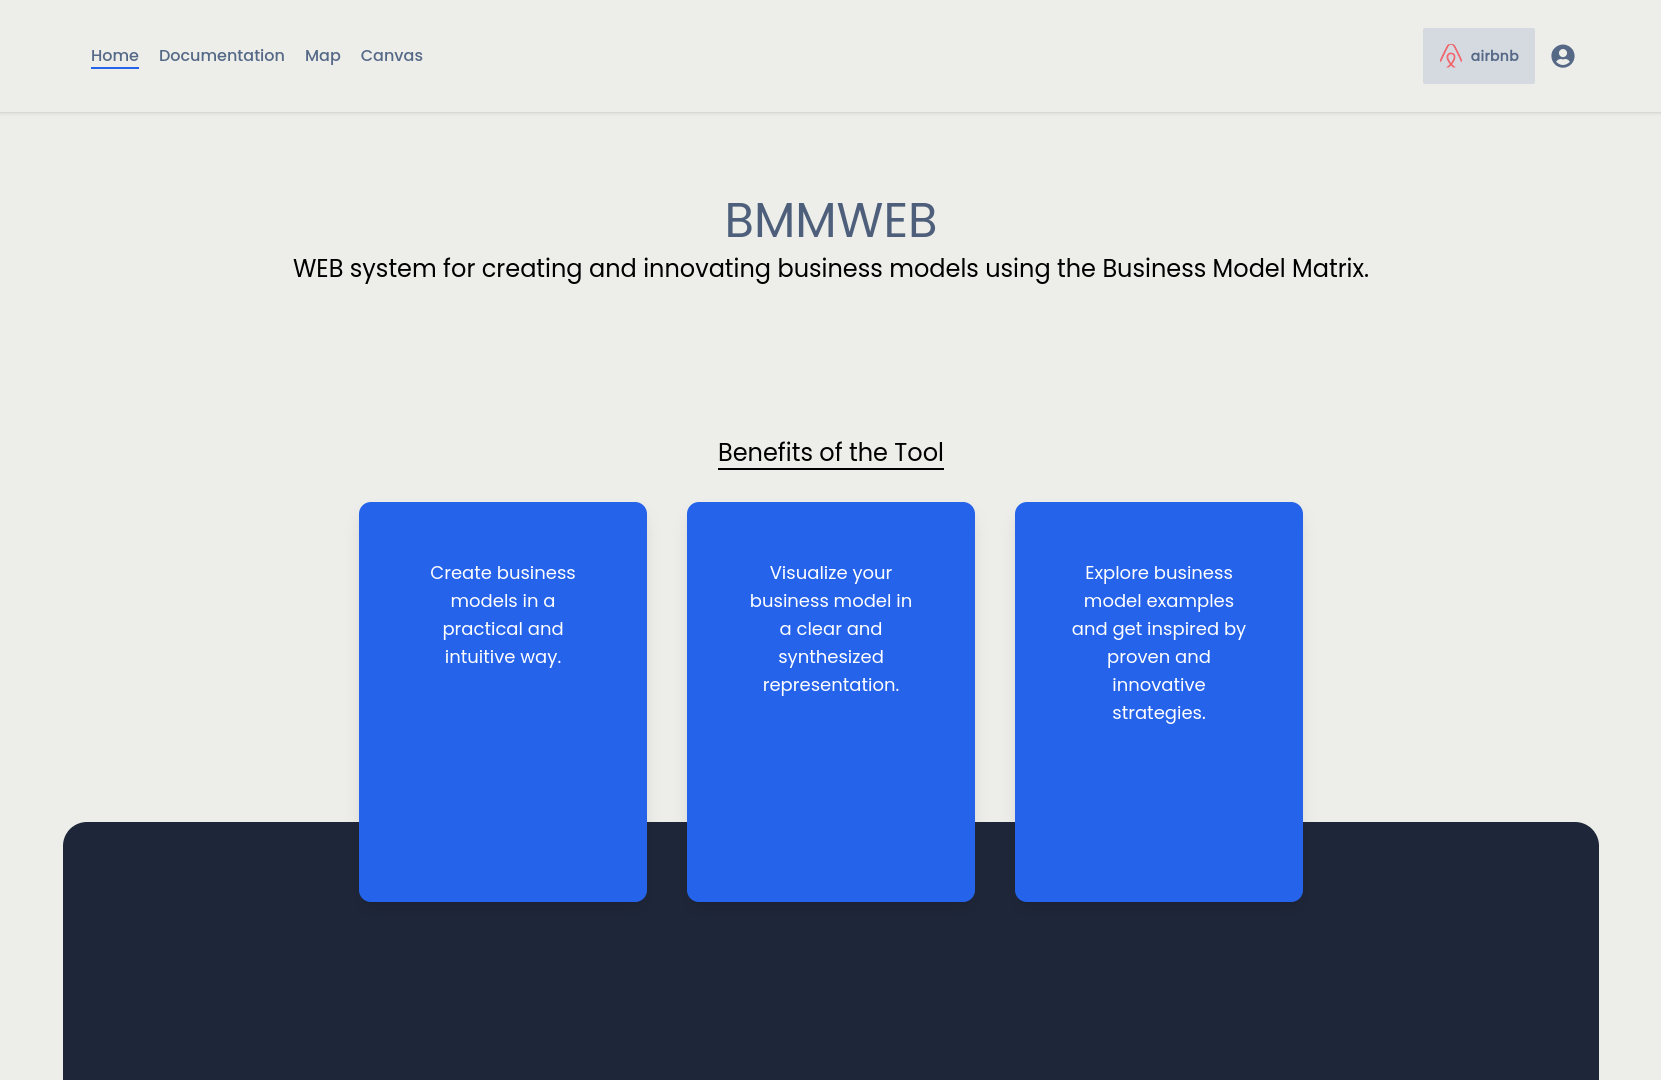 Home Documentation Map Canvas airbnb
BMMWEB
WEB system for creating and innovating business models using the Business Model Matrix.
Benefits of the Tool
Create business
models in a
practical and
intuitive way.
Visualize your
business model in
a clear and
synthesized
representation.
Explore business
model examples
and get inspired by
proven and
innovative
strategies.